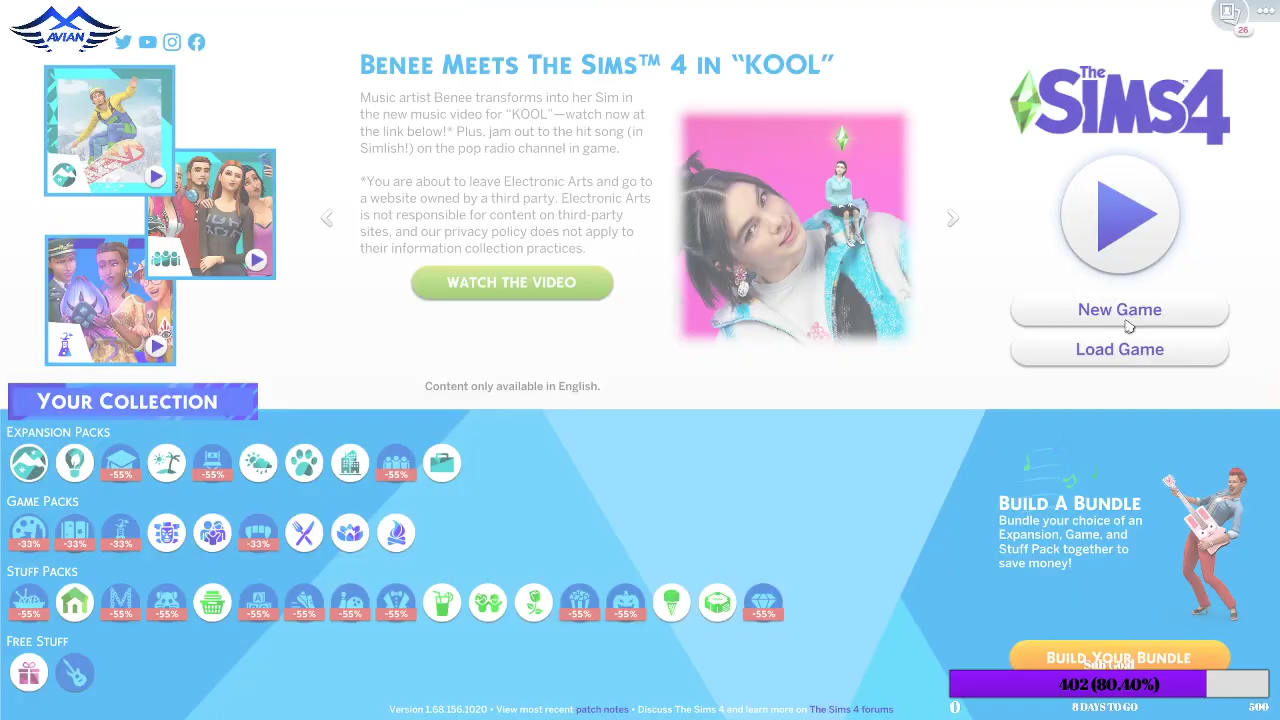 AVIAN
26
BENEE MEETS THE SIMS™ 4 IN “KOOL”
Music artist Benee transforms into her Sim in
the new music video for “KOOL”—watch now at
the link below!* Plus, jam out to the hit song (in
Simlish!) on the pop radio channel in game.
*You are about to leave Electronic Arts and go to
a website owned by a third party. Electronic Arts
is not responsible for content on third-party
sites, and our privacy policy does not apply to
their information collection practices.
WATCH THE VIDEO
Content only available in English.
The
SIMS 4
New Game
Load Game
YOUR COLLECTION
EXPANSION PACKS
-55% -55% -55%
GAME PACKS
-33% -33% -33% -33%
STUFF PACKS
-55% -55% -55% -55% -55% -55% -55% -55% -55% -55%
FREE STUFF
BUILD A BUNDLE
Bundle your choice of an
Expansion, Game, and
Stuff Pack together to
save money!
BUILD YOUR BUNDLE
Sub Goal
402 (80.40%)
0 8 DAYS TO GO 500
Version 1.68.156.1020 • View most recent patch notes • Discuss The Sims 4 and learn more on The Sims 4 forums